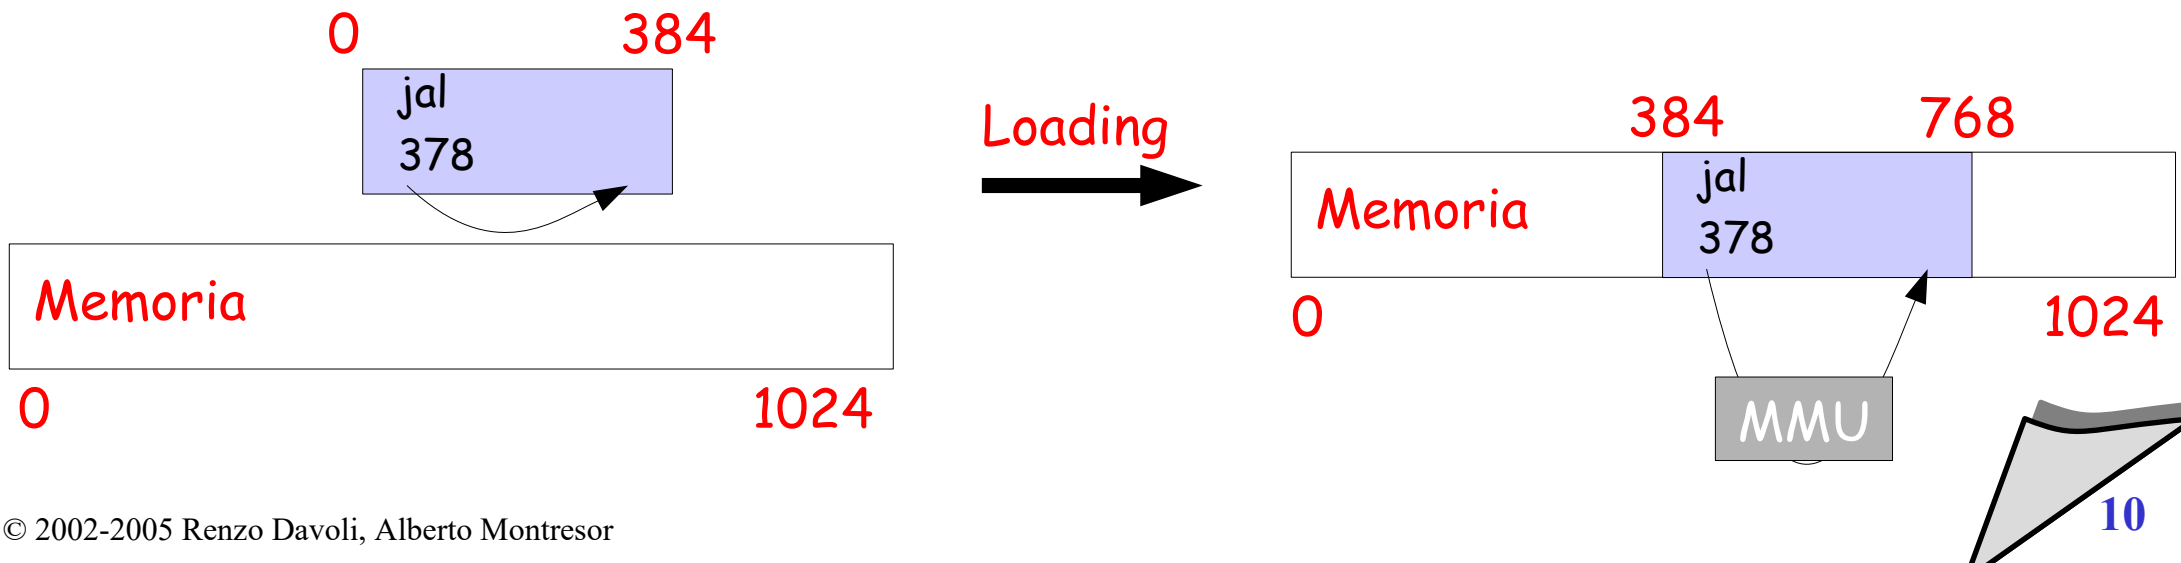 0 384
jal
378
Memoria
0 1024
Loading
384 768
Memoria
jal
378
0 1024
MMU
© 2002-2005 Renzo Davoli, Alberto Montresor
10